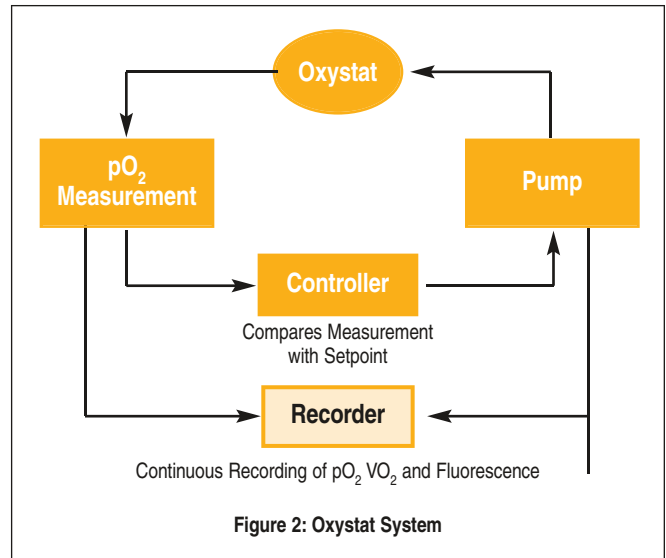 Oxystat
pO₂
Measurement
Pump
Controller
Compares Measurement
with Setpoint
Recorder
Continuous Recording of pO₂ VO₂ and Fluorescence
Figure 2: Oxystat System